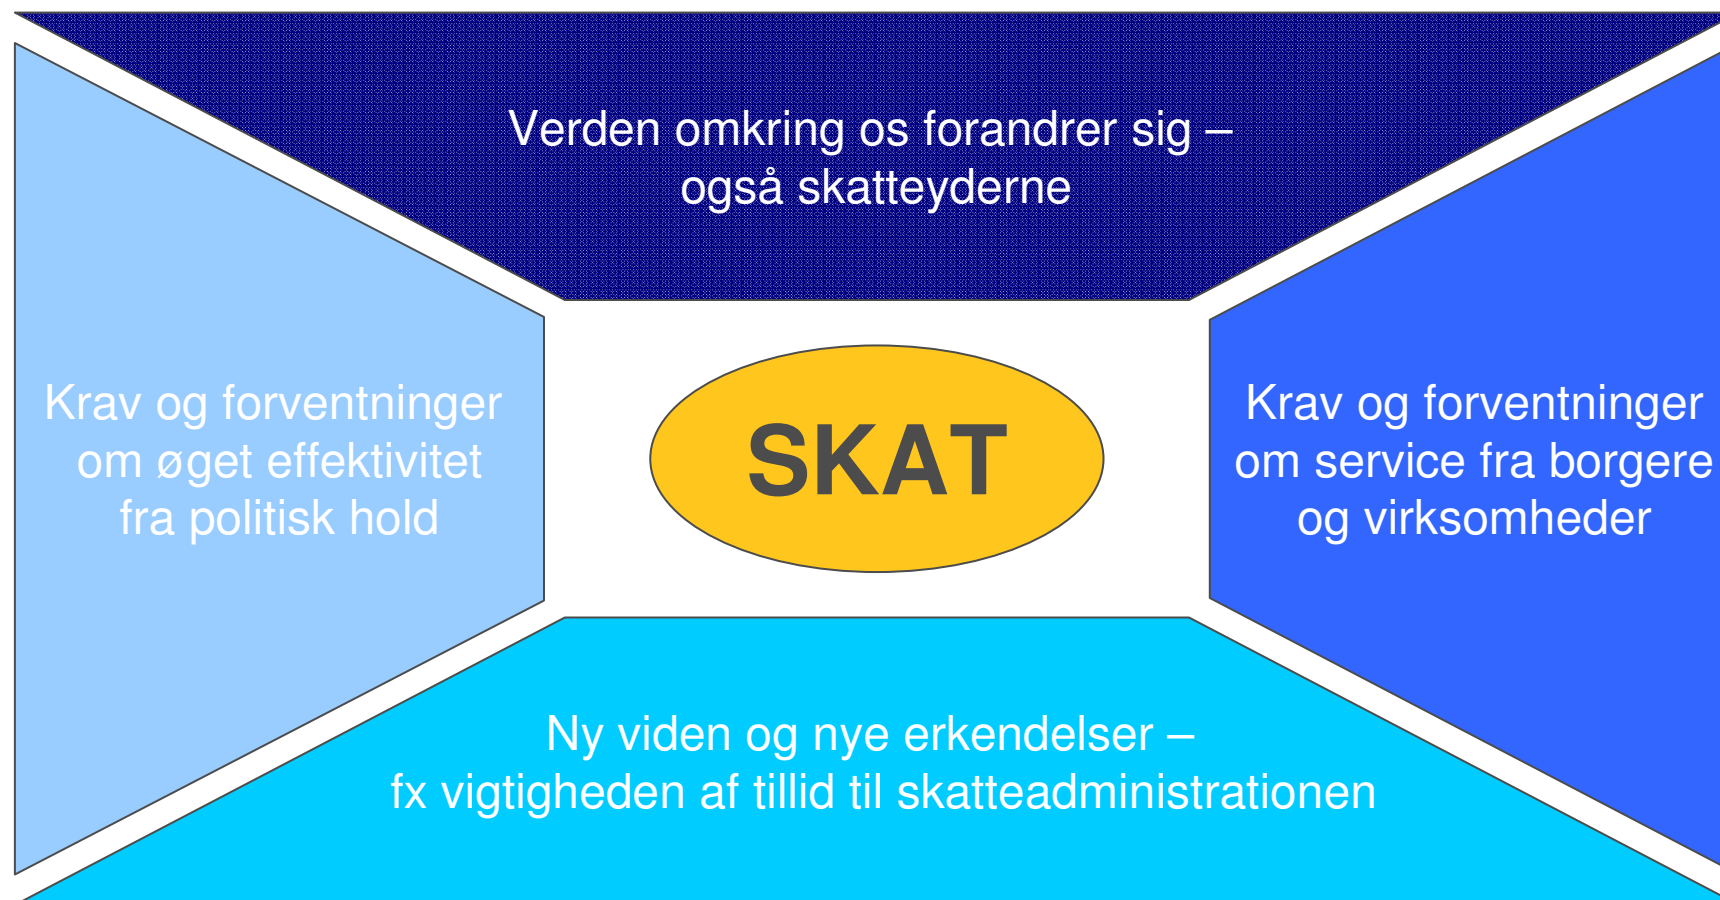 Verden omkring os forandrer sig –
også skatteyderne
Krav og forventninger
om øget effektivitet
fra politisk hold
SKAT
Krav og forventninger
om service fra borgere
og virksomheder
Ny viden og nye erkendelser –
fx vigtigheden af tillid til skatteadministrationen